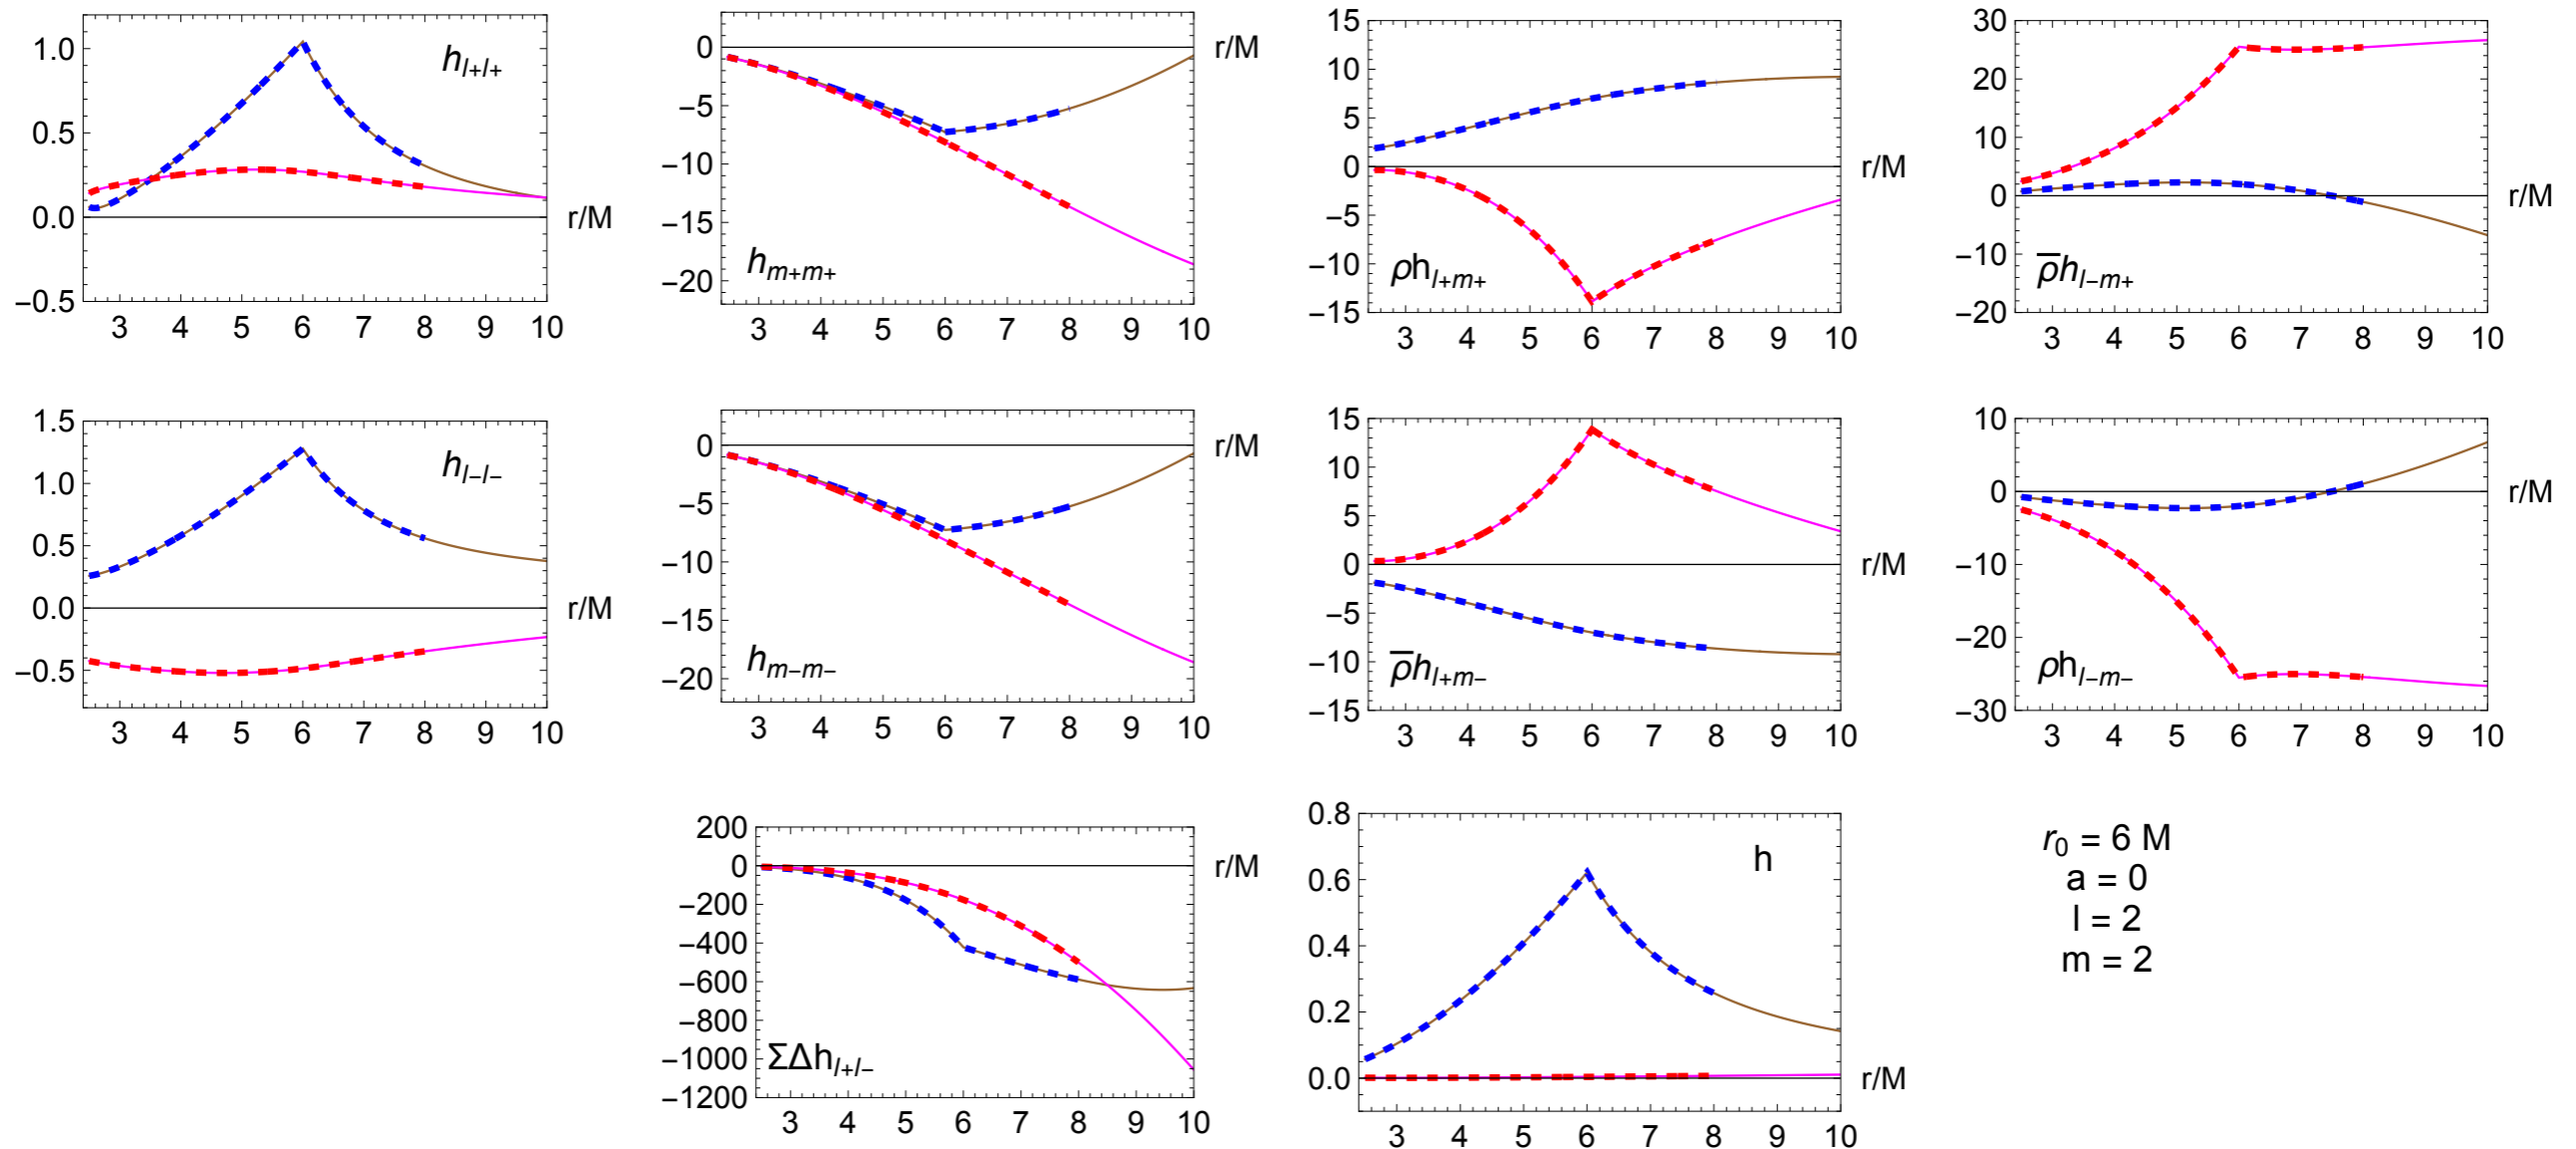 1.0
0.5
0.0
−0.5
h_{l+l+}
r/M
3 4 5 6 7 8 9 10
0
−5
−10
−15
−20
h_{m+m+}
r/M
3 4 5 6 7 8 9 10
15
10
5
0
−5
−10
−15
ρh_{l+m+}
r/M
3 4 5 6 7 8 9 10
30
20
10
0
−10
−20
ρ̅h_{l−m+}
r/M
3 4 5 6 7 8 9 10
1.5
1.0
0.5
0.0
−0.5
h_{l−l−}
r/M
3 4 5 6 7 8 9 10
0
−5
−10
−15
−20
h_{m−m−}
r/M
3 4 5 6 7 8 9 10
15
10
5
0
−5
−10
−15
ρ̅h_{l+m−}
r/M
3 4 5 6 7 8 9 10
10
0
−10
−20
−30
ρh_{l−m−}
r/M
3 4 5 6 7 8 9 10
200
0
−200
−400
−600
−800
−1000
−1200
ΣΔh_{l+l−}
r/M
3 4 5 6 7 8 9 10
0.8
0.6
0.4
0.2
0.0
h
r/M
3 4 5 6 7 8 9 10
r₀ = 6 M
a = 0
l = 2
m = 2